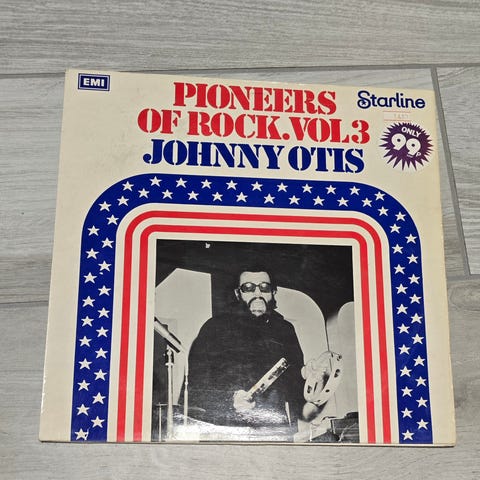 EMI
PIONEERS
OF ROCK.VOL3
JOHNNY OTIS
Starline
ONLY
99